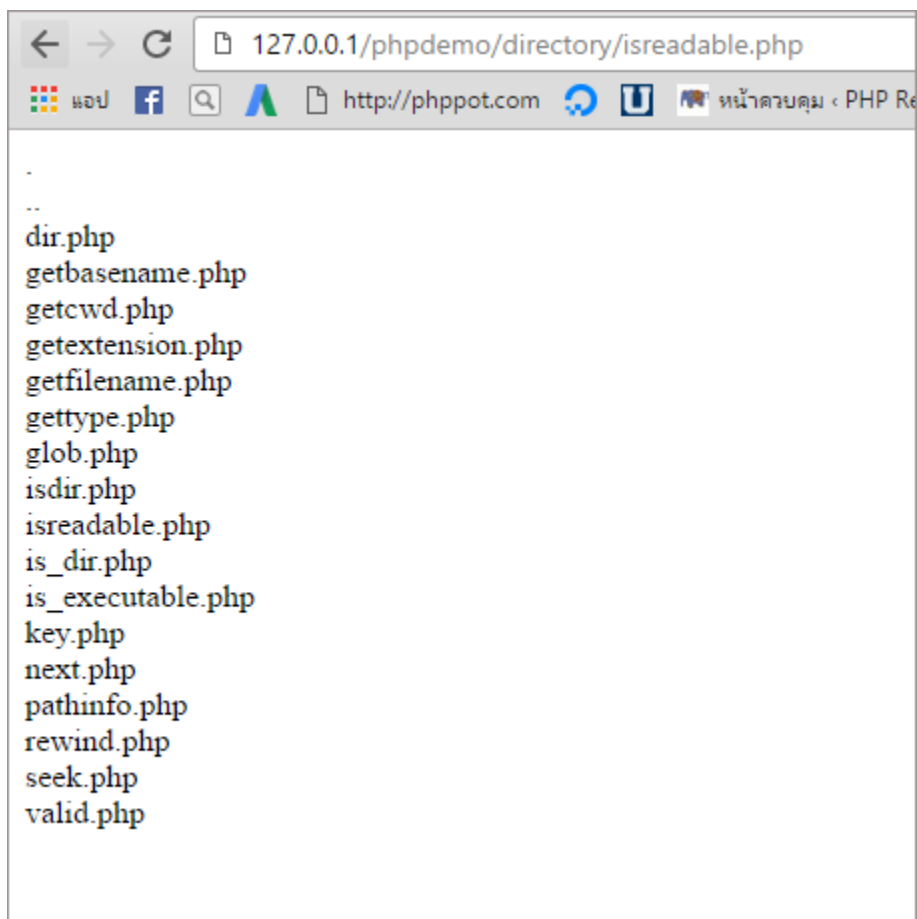 127.0.0.1/phpdemo/directory/isreadable.php
แอป http://phppot.com หน้าควบคุม ‹ PHP Re
.
..
dir.php
getbasename.php
getcwd.php
getextension.php
getfilename.php
gettype.php
glob.php
isdir.php
isreadable.php
is_dir.php
is_executable.php
key.php
next.php
pathinfo.php
rewind.php
seek.php
valid.php